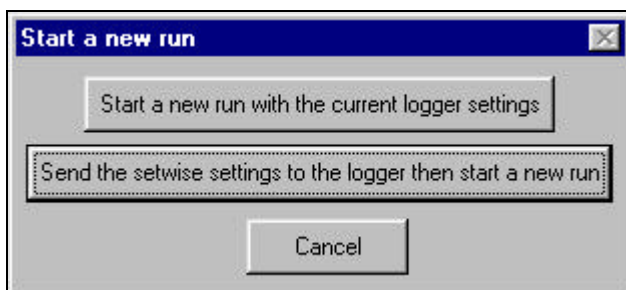 Start a new run
Start a new run with the current logger settings
Send the setwise settings to the logger then start a new run
Cancel